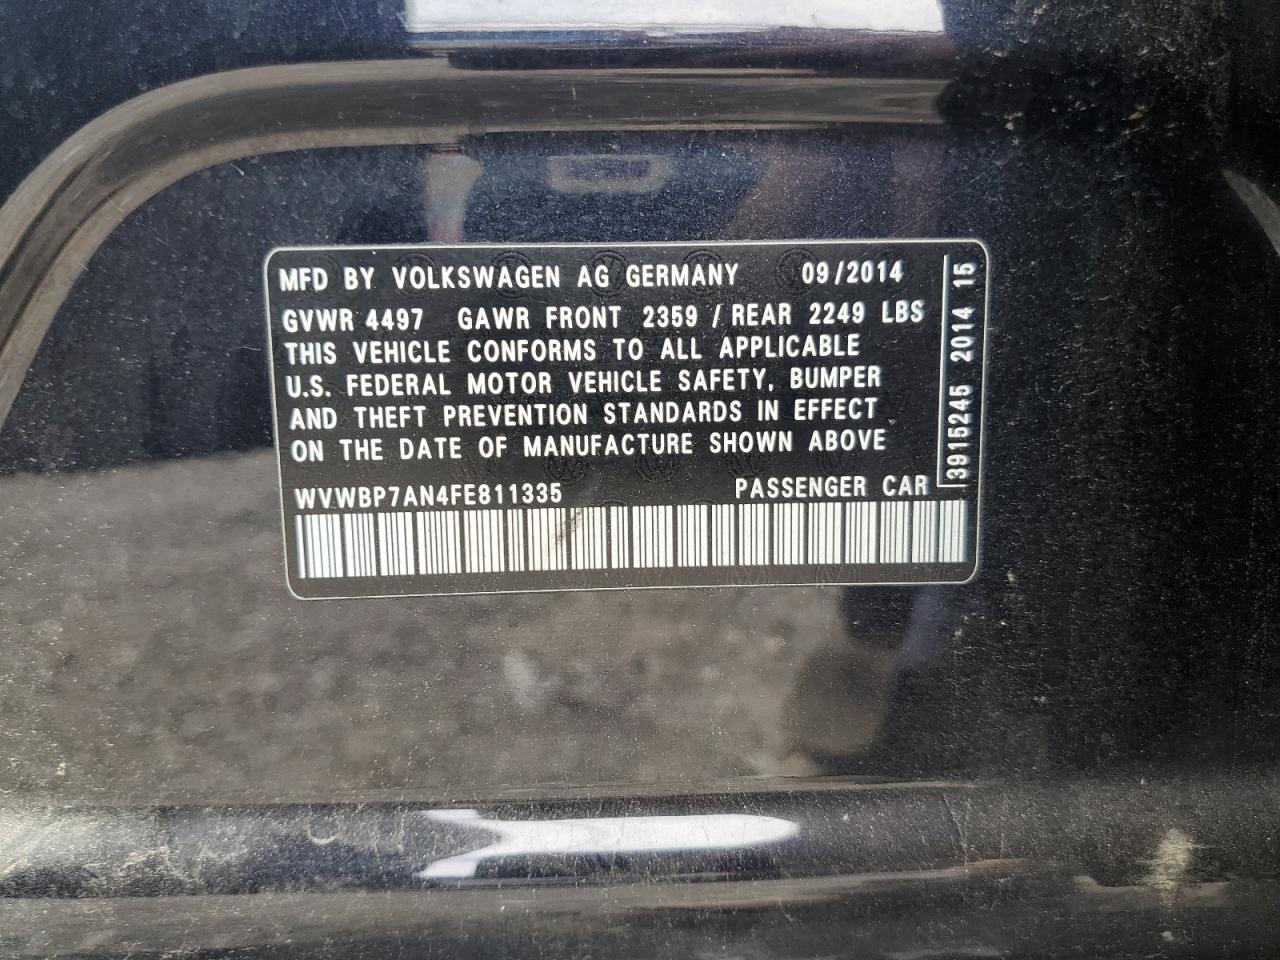 MFD BY VOLKSWAGEN AG GERMANY 09/2014
GVWR 4497 GAWR FRONT 2359 / REAR 2249 LBS
THIS VEHICLE CONFORMS TO ALL APPLICABLE
U.S. FEDERAL MOTOR VEHICLE SAFETY, BUMPER
AND THEFT PREVENTION STANDARDS IN EFFECT
ON THE DATE OF MANUFACTURE SHOWN ABOVE
WVWBP7AN4FE811335 PASSENGER CAR
3915245 2014 15